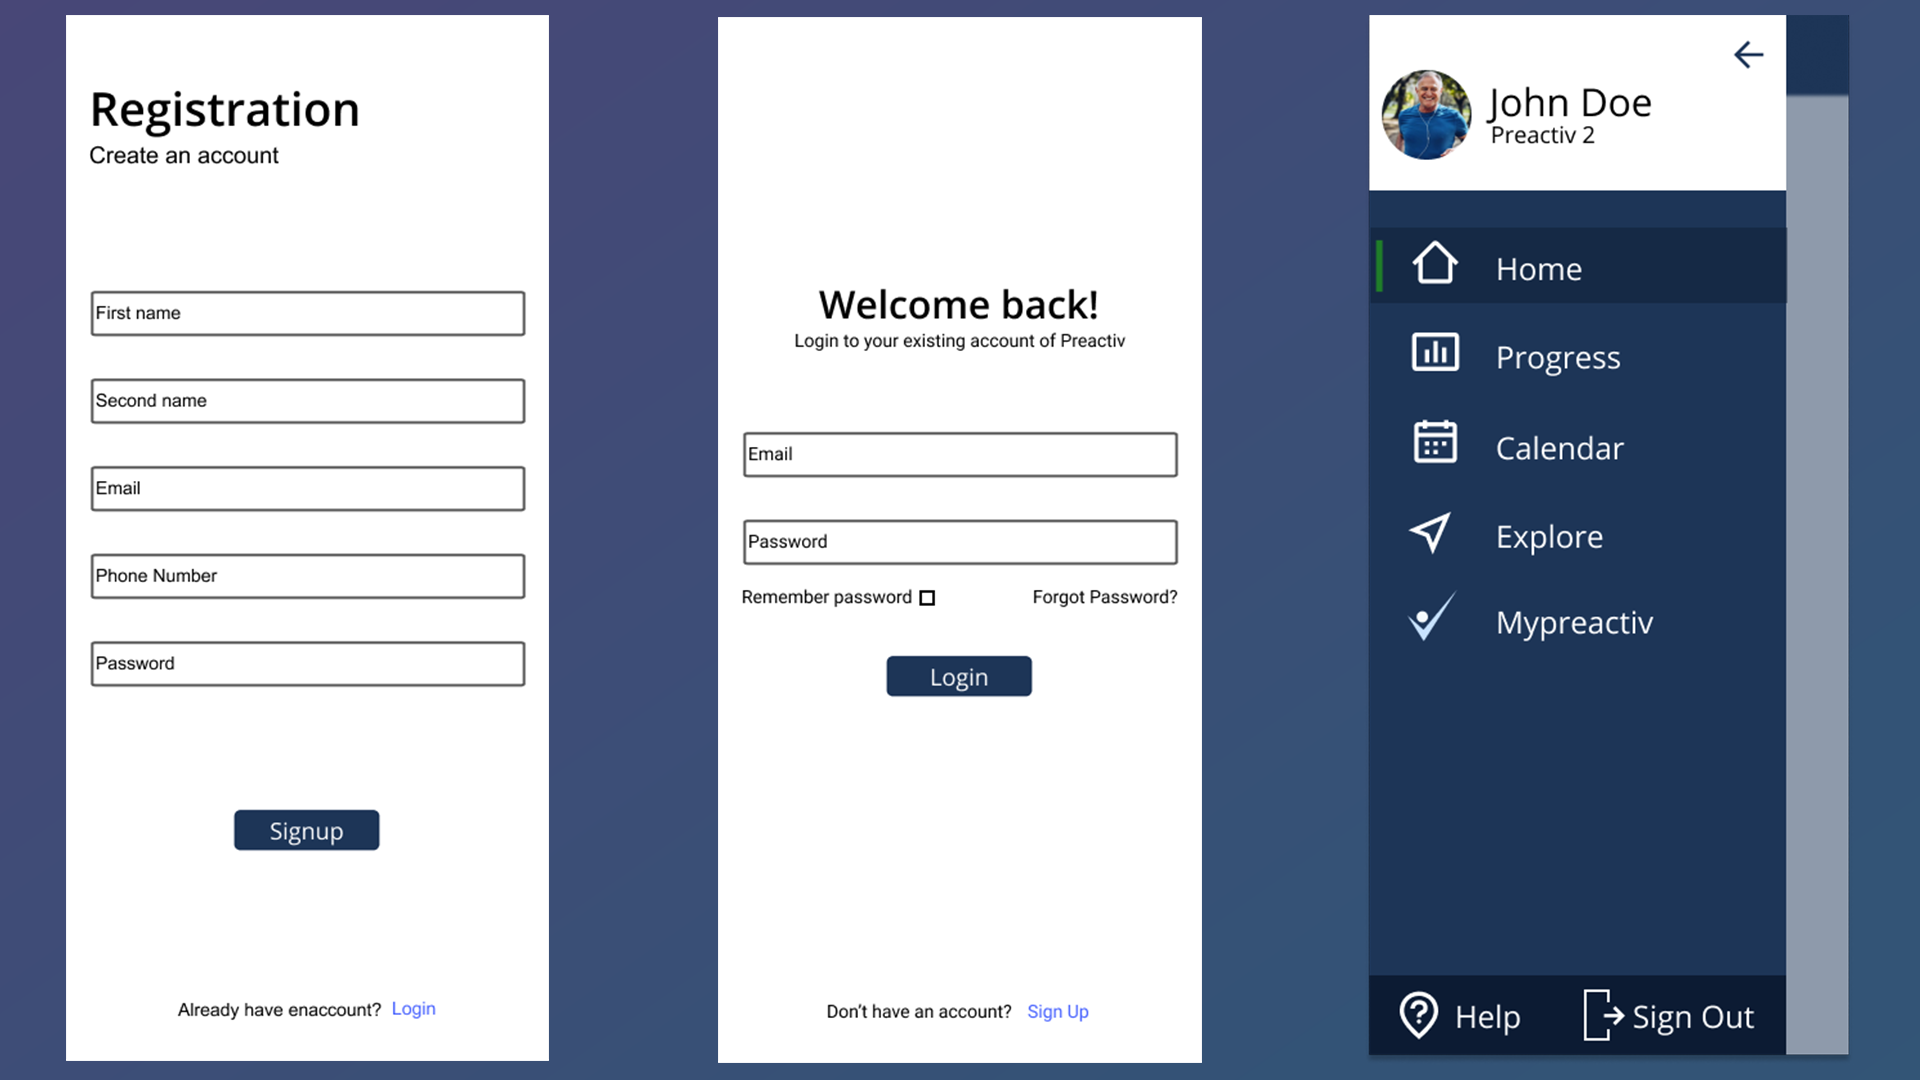 Registration
Create an account
First name
Second name
Email
Phone Number
Password
Signup
Already have enaccount? Login
Welcome back!
Login to your existing account of Preactiv
Email
Password
Remember password Forgot Password?
Login
Don't have an account? Sign Up
John Doe
Preactiv 2
Home
Progress
Calendar
Explore
Mypreactiv
Help Sign Out